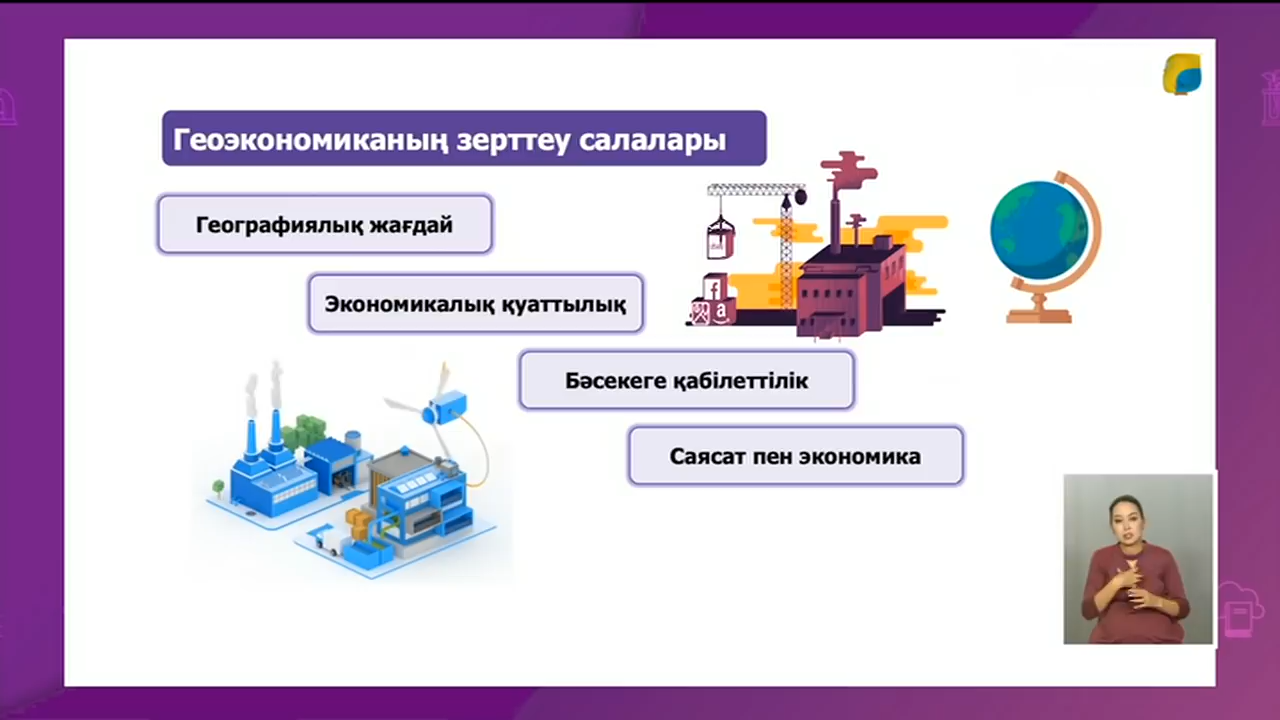 Геоэкономиканың зерттеу салалары
Географиялық жағдай
Экономикалық қуаттылық
Бәсекеге қабілеттілік
Саясат пен экономика
f
a